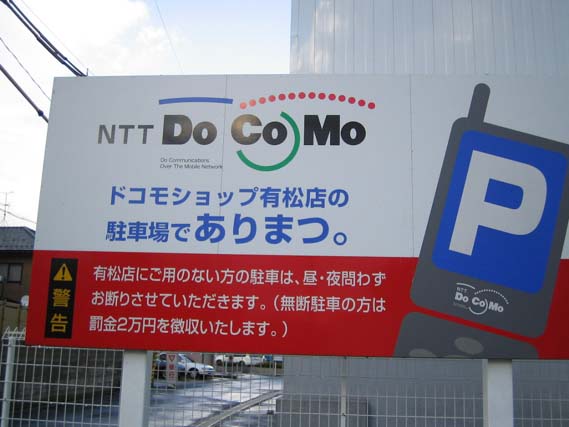 NTT DoCoMo
Do Communications
Over The Mobile Network
ドコモショップ有松店の
駐車場でありまつ。
警告
有松店にご用のない方の駐車は、昼・夜問わず
お断りさせていただきます。(無断駐車の方は
罰金2万円を徴収いたします。)
P
NTT
DoCoMo